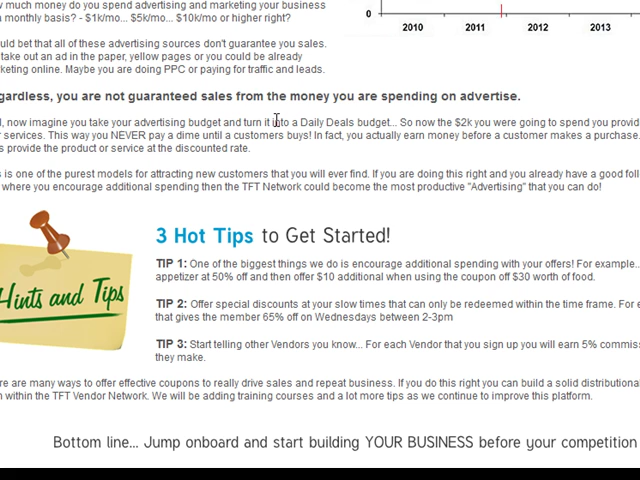 w much money do you spend advertising and marketing your business
a monthly basis? - $1k/mo... $5k/mo... $10k/mo or higher right?
0
2010 2011 2012 2013
uld bet that all of these advertising sources don't guarantee you sales.
take out an ad in the paper, yellow pages or you could be already
keting online. Maybe you are doing PPC or paying for traffic and leads.
gardless, you are not guaranteed sales from the money you are spending on advertise.
, now imagine you take your advertising budget and turn it into a Daily Deals budget... So now the $2k you were going to spend you provid
r services. This way you NEVER pay a dime until a customers buys! In fact, you actually earn money before a customer makes a purchase.
s provide the product or service at the discounted rate.
s is one of the purest models for attracting new customers that you will ever find. If you are doing this right and you already have a good foll
where you encourage additional spending then the TFT Network could become the most productive "Advertising" that you can do!
3 Hot Tips to Get Started!
Hints and Tips
TIP 1: One of the biggest things we do is encourage additional spending with your offers! For example..
appetizer at 50% off and then offer $10 additional when using the coupon off $30 worth of food.
TIP 2: Offer special discounts at your slow times that can only be redeemed within the time frame. For e
that gives the member 65% off on Wednesdays between 2-3pm
TIP 3: Start telling other Vendors you know... For each Vendor that you sign up you will earn 5% commiss
they make.
re are many ways to offer effective coupons to really drive sales and repeat business. If you do this right you can build a solid distributional
n within the TFT Vendor Network. We will be adding training courses and a lot more tips as we continue to improve this platform.
Bottom line... Jump onboard and start building YOUR BUSINESS before your competition